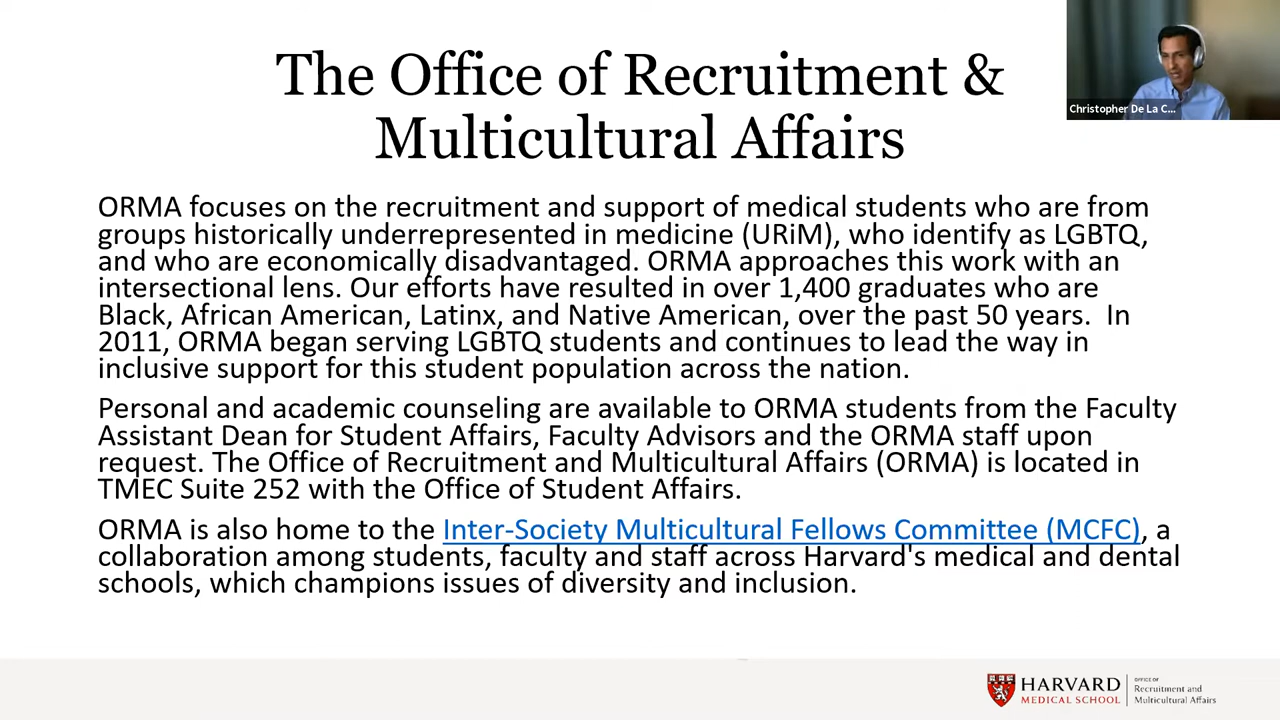 The Office of Recruitment &
Multicultural Affairs
Christopher De La C...
ORMA focuses on the recruitment and support of medical students who are from
groups historically underrepresented in medicine (URiM), who identify as LGBTQ,
and who are economically disadvantaged. ORMA approaches this work with an
intersectional lens. Our efforts have resulted in over 1,400 graduates who are
Black, African American, Latinx, and Native American, over the past 50 years.  In
2011, ORMA began serving LGBTQ students and continues to lead the way in
inclusive support for this student population across the nation.
Personal and academic counseling are available to ORMA students from the Faculty
Assistant Dean for Student Affairs, Faculty Advisors and the ORMA staff upon
request. The Office of Recruitment and Multicultural Affairs (ORMA) is located in
TMEC Suite 252 with the Office of Student Affairs.
ORMA is also home to the Inter-Society Multicultural Fellows Committee (MCFC), a
collaboration among students, faculty and staff across Harvard's medical and dental
schools, which champions issues of diversity and inclusion.
HARVARD
MEDICAL SCHOOL
OFFICE OF
Recruitment and
Multicultural Affairs